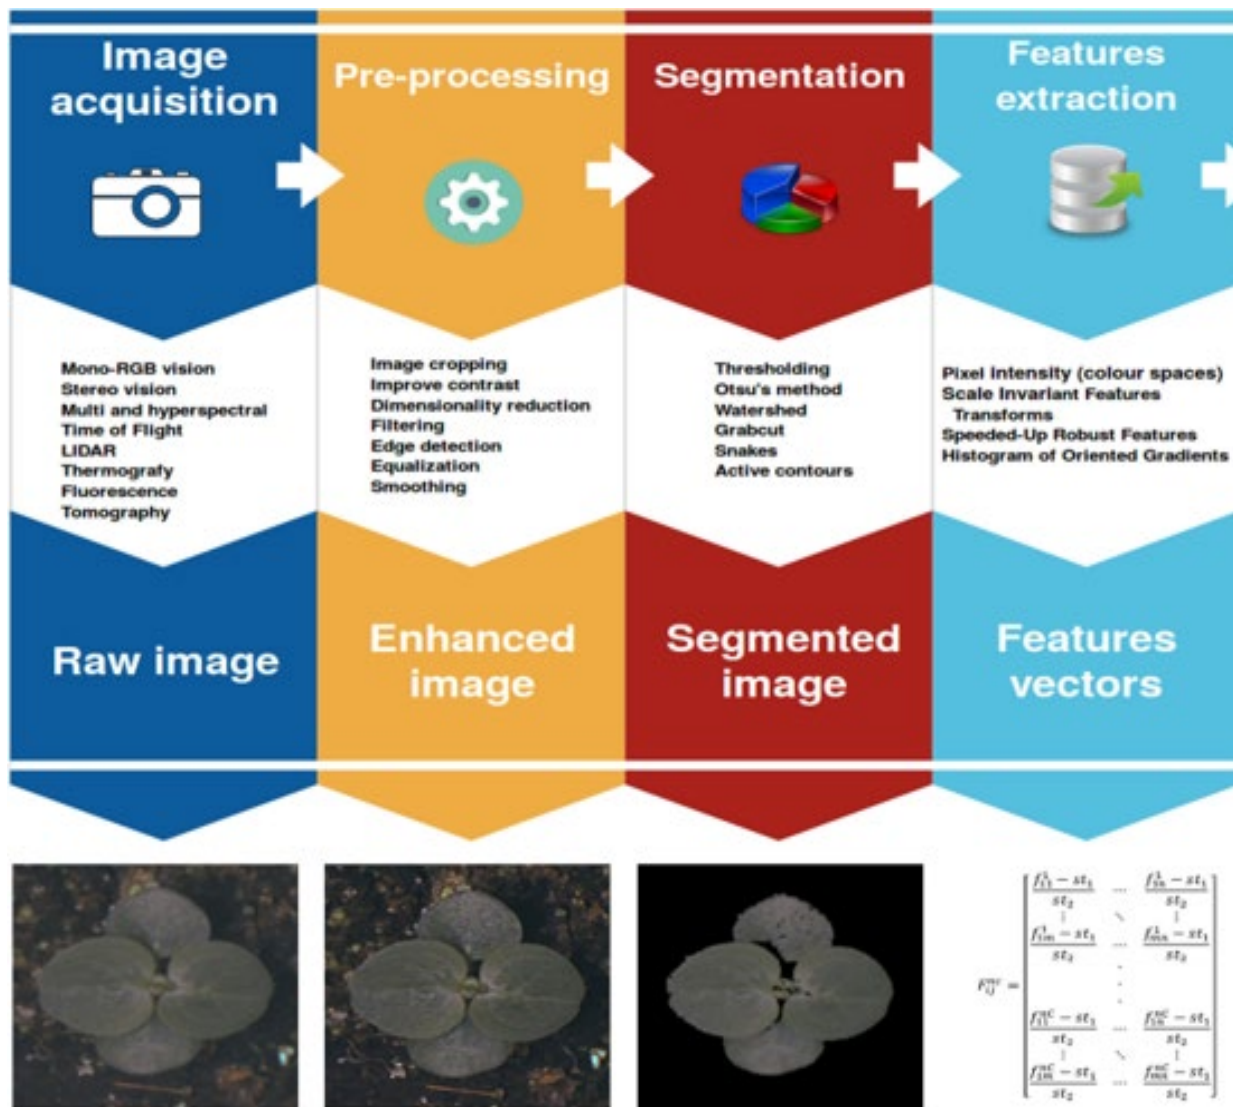 Image
acquisition
Pre-processing
Segmentation
Features
extraction
Mono-RGB vision
Stereo vision
Multi and hyperspectral
Time of Flight
LIDAR
Thermografy
Fluorescence
Tomography
Image cropping
Improve contrast
Dimensionality reduction
Filtering
Edge detection
Equalization
Smoothing
Thresholding
Otsu's method
Watershed
Grabcut
Snakes
Active contours
Pixel intensity (colour spaces)
Scale Invariant Features
Transforms
Speeded-Up Robust Features
Histogram of Oriented Gradients
Raw image
Enhanced
image
Segmented
image
Features
vectors